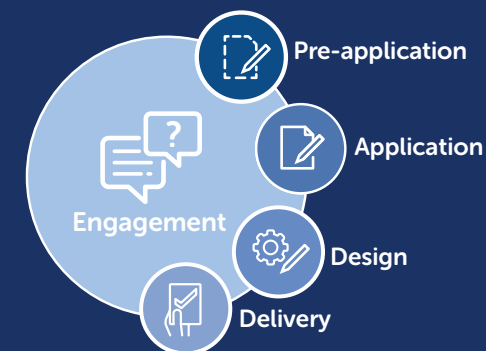 Pre-application
?
Application
Engagement
Design
Delivery